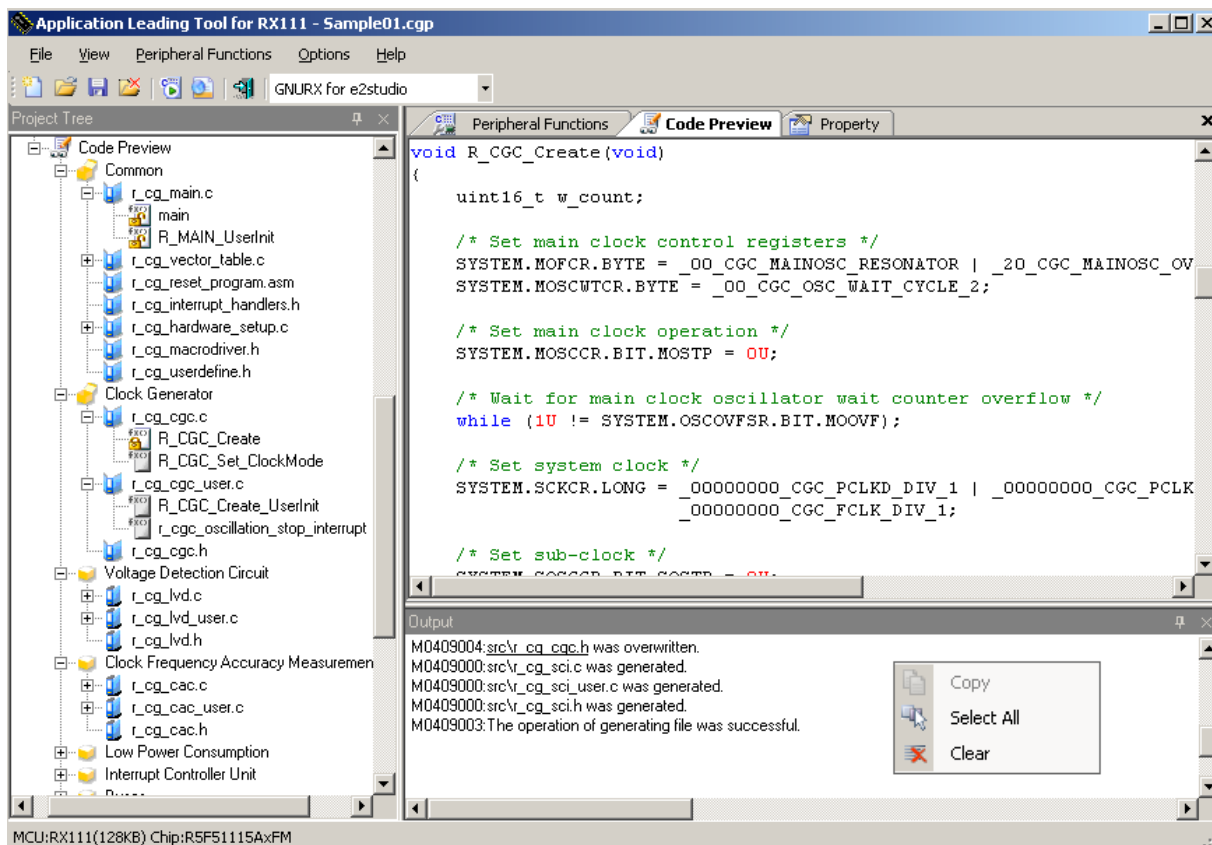 Application Leading Tool for RX111 - Sample01.cgp
File View Peripheral Functions Options Help
GNURX for e2studio
Project Tree
Code Preview
Common
r_cg_main.c
main
R_MAIN_UserInit
r_cg_vector_table.c
r_cg_reset_program.asm
r_cg_interrupt_handlers.h
r_cg_hardware_setup.c
r_cg_macrodriver.h
r_cg_userdefine.h
Clock Generator
r_cg_cgc.c
R_CGC_Create
R_CGC_Set_ClockMode
r_cg_cgc_user.c
R_CGC_Create_UserInit
r_cgc_oscillation_stop_interrupt
r_cg_cgc.h
Voltage Detection Circuit
r_cg_lvd.c
r_cg_lvd_user.c
r_cg_lvd.h
Clock Frequency Accuracy Measuremen
r_cg_cac.c
r_cg_cac_user.c
r_cg_cac.h
Low Power Consumption
Interrupt Controller Unit
Peripheral Functions Code Preview Property
void R_CGC_Create(void)
{
uint16_t w_count;
/* Set main clock control registers */
SYSTEM.MOFCR.BYTE = _00_CGC_MAINOSC_RESONATOR | _20_CGC_MAINOSC_OV
SYSTEM.MOSCWTCR.BYTE = _00_CGC_OSC_WAIT_CYCLE_2;
/* Set main clock operation */
SYSTEM.MOSCCR.BIT.MOSTP = 0U;
/* Wait for main clock oscillator wait counter overflow */
while (1U != SYSTEM.OSCOVFSR.BIT.MOOVF);
/* Set system clock */
SYSTEM.SCKCR.LONG = _00000000_CGC_PCLKD_DIV_1 | _00000000_CGC_PCLK
_00000000_CGC_FCLK_DIV_1;
/* Set sub-clock */
SYSTEM.SOSCCR.BIT.SOSTP = 0U;
Output
M0409004:src\r_cg_cgc.h was overwritten.
M0409000:src\r_cg_sci.c was generated.
M0409000:src\r_cg_sci_user.c was generated.
M0409000:src\r_cg_sci.h was generated.
M0409003:The operation of generating file was successful.
Copy
Select All
Clear
MCU:RX111(128KB) Chip:R5F51115AxFM